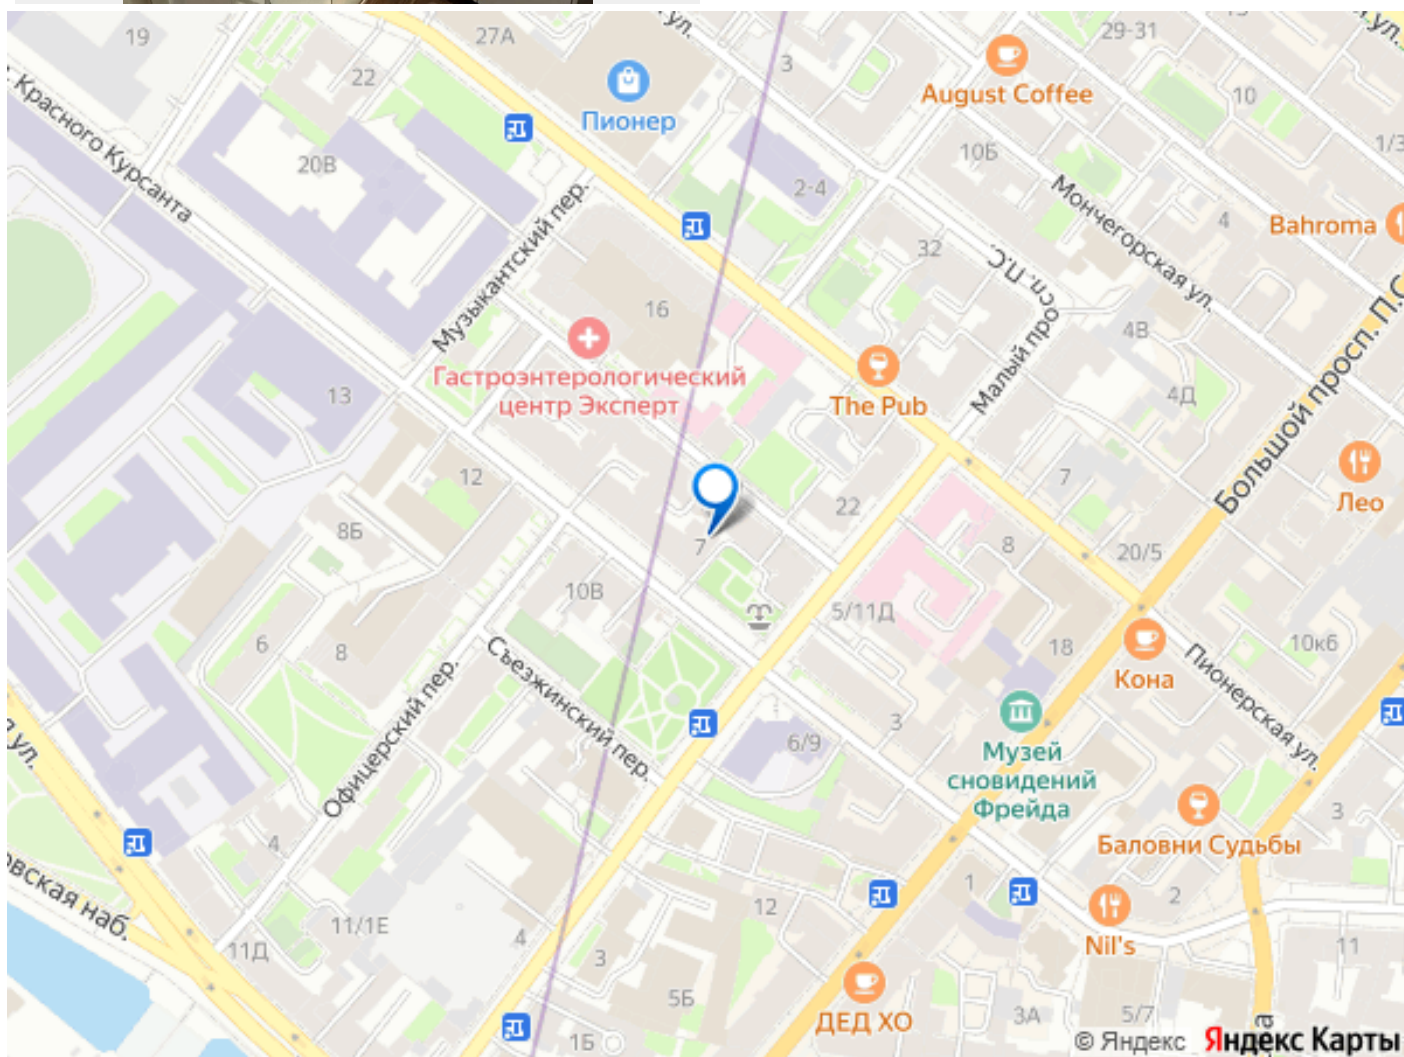 19
27А
ул.
3
29-31
ул.
22
Пионер
August Coffee
10
1/3
Красного Курсанта
20В
10Б
2-4
Мончегорская ул.
4
Bahroma
Музыкантский пер.
32
Малый просп. П.С.
16
4В
Большой просп. П.С
Гастроэнтерологический
центр Эксперт
The Pub
13
4Д
12
7
Лео
22
8Б
7
8
20/5
10В
5/11Д
6
8
18
10к6
Съезжинский пер.
Кона
Пионерская ул.
Офицерский пер.
3
6/9
Музей
сновидений
Фрейда
ул.
3
Баловни Судьбы
4
1
2
12
Nil's
вская наб.
11/1Е
11Д
4
3
11
5Б
ДЕД ХО
3А
5/7
1Б
© Яндекс Яндекс Карты